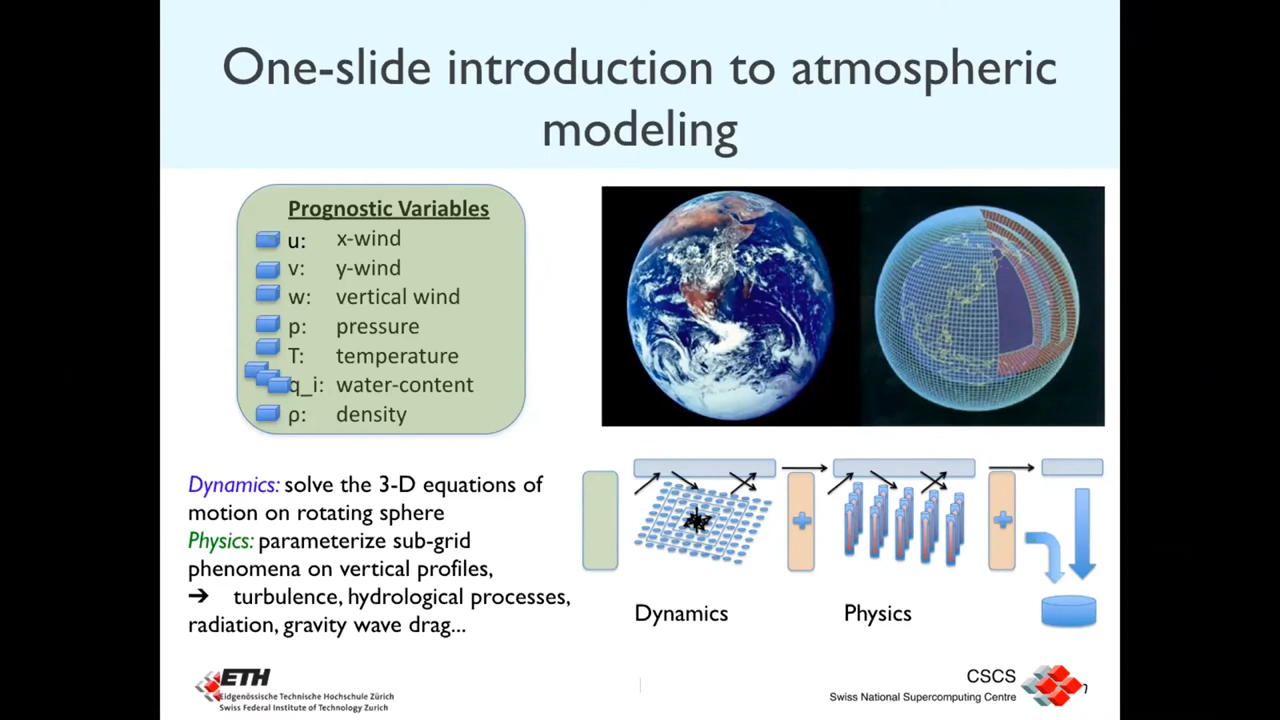 One-slide introduction to atmospheric
modeling
Prognostic Variables
u: x-wind
v: y-wind
w: vertical wind
p: pressure
T: temperature
q_i: water-content
ρ: density
Dynamics: solve the 3-D equations of
motion on rotating sphere
Physics: parameterize sub-grid
phenomena on vertical profiles,
➔ turbulence, hydrological processes,
radiation, gravity wave drag...
Dynamics
Physics
ETH
Eidgenössische Technische Hochschule Zürich
Swiss Federal Institute of Technology Zurich
CSCS
Swiss National Supercomputing Centre